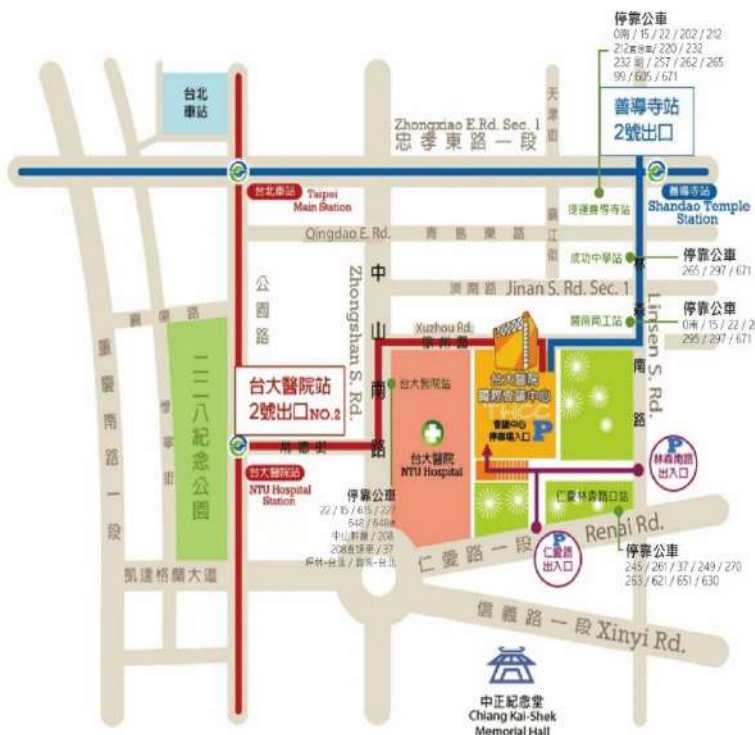 停靠公車
0南 / 15 / 22 / 202 / 212
212直達車 / 220 / 232
232 副 / 257 / 262 / 265
99 / 605 / 671
台北
車站
善導寺站
2號出口
天津街
Zhongxiao E.Rd. Sec. 1
忠孝東路一段
台北車站
Taipei
Main Station
善導寺站
Shandao Temple
Station
捷運善導寺站
Qingdao E. Rd.
青島東路
鎮江街
成功中學站
停靠公車
265 / 297 / 671
公園路
中山南路
Zhongshan S. Rd.
濟南路 Jinan S. Rd. Sec. 1
林森南路
Linsen S. Rd.
停靠公車
0南 / 15 / 22 / 2
295 / 297 / 671
開南商工站
襄陽路
Xuzhou Rd.
徐州路
重慶南路一段
懷寧街
二二八紀念公園
台大醫院站
2號出口NO.2
台大醫院站
台大醫院
國際會議中心
THCC
會議中心
停車場入口
P
常德街
台大醫院
NTU Hospital
P
林森南路
出入口
台大醫院站
NTU Hospital
Station
停靠公車
22 / 15 / 615 / 227
648 / 648
中山幹線 / 208
208直達車 / 37
仁愛林森路口站
Renai Rd.
仁愛路一段
P
仁愛路
出入口
停靠公車
245 / 261 / 37 / 249 / 270
263 / 621 / 651 / 630
凱達格蘭大道
信義路一段 Xinyi Rd.
中正紀念堂
Chiang Kai-Shek
Memorial Hall